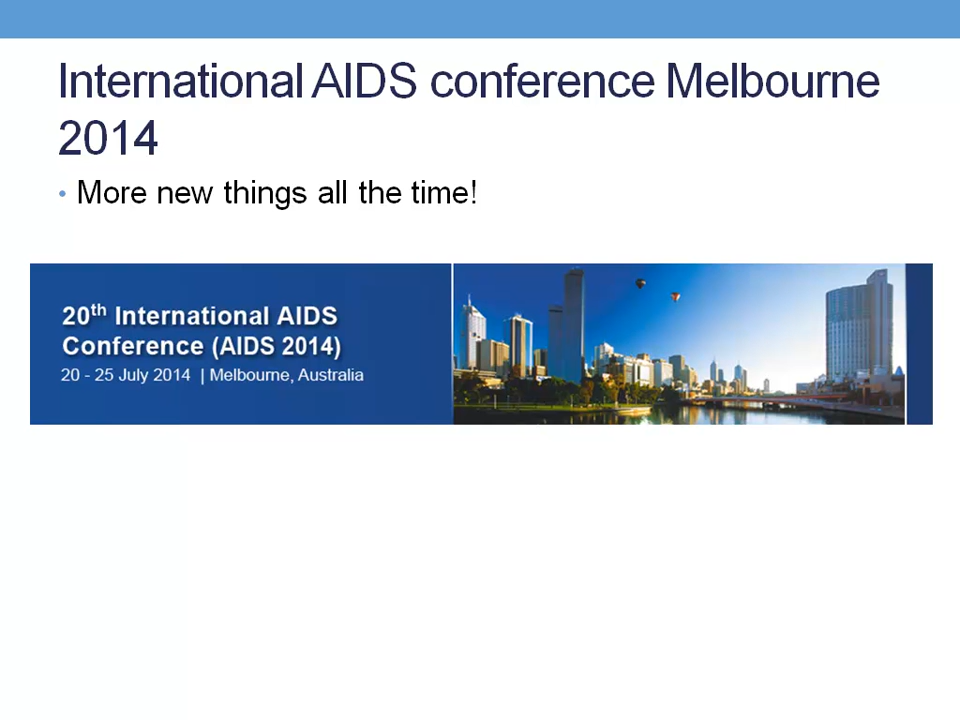 International AIDS conference Melbourne
2014
• More new things all the time!
20th International AIDS
Conference (AIDS 2014)
20 - 25 July 2014 | Melbourne, Australia